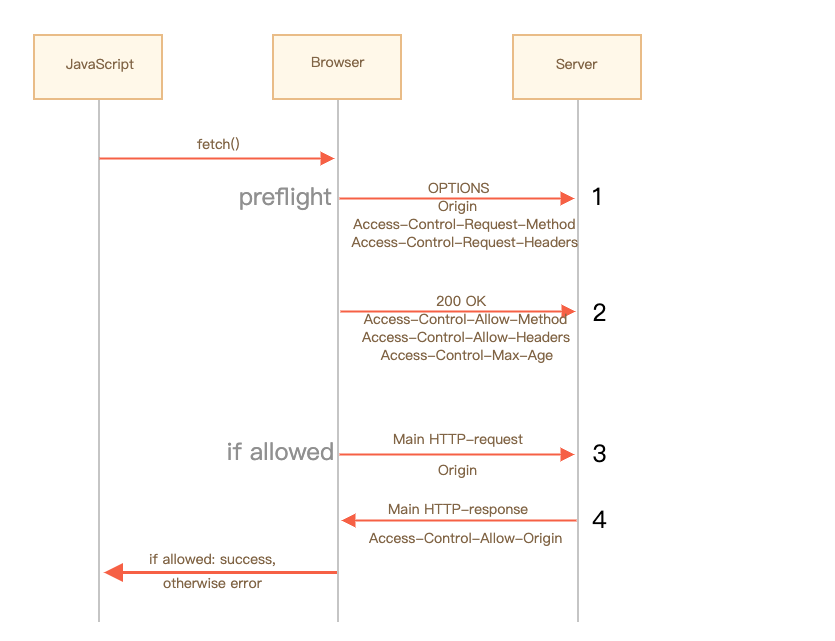 JavaScript
Browser
Server
fetch()
preflight
OPTIONS
1
Origin
Access-Control-Request-Method
Access-Control-Request-Headers
200 OK
2
Access-Control-Allow-Method
Access-Control-Allow-Headers
Access-Control-Max-Age
if allowed
Main HTTP-request
3
Origin
Main HTTP-response
4
Access-Control-Allow-Origin
if allowed: success,
otherwise error